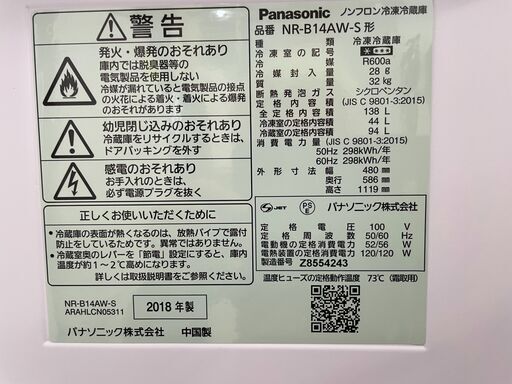 警告
発火・爆発のおそれあり
庫内では脱臭器等の
電気製品を使用しない
冷媒が漏れていると電気製品の接点
の火花による着火・着火による爆発
のおそれがあります
幼児閉じ込めのおそれあり
冷蔵庫をリサイクルするときは、
ドアパッキングを外す
感電のおそれあり
お手入れのときは、
必ず電源プラグを抜く
正しくお使いいただくために
・冷蔵庫の表面が熱くなるのは、放熱パイプで露付
防止をしているためです。異常ではありません。
・冷蔵室奥のレバーを「節電」設定にすると、庫内
温度が約1～2℃高めになります。
詳しくは取扱説明書をご参照ください。
NR-B14AW-S
ARAHLCN05311
2018 年製
パナソニック株式会社 中国製
Panasonic ノンフロン冷凍冷蔵庫
品番 NR-B14AW-S 形
種類 冷凍冷蔵庫
冷凍室の記号
冷媒 R600a
冷媒封入量 28 g
質量 32 kg
断熱発泡ガス シクロペンタン
定格内容積 (JIS C 9801-3:2015)
全定格内容積 138 L
冷凍室の定格内容積 44 L
冷蔵室の定格内容積 94 L
消費電力量 (JIS C 9801-3:2015)
50Hz 298kWh/年
60Hz 298kWh/年
外形寸法 幅 480 mm
奥行 586 mm
高さ 1119 mm
JET PS E パナソニック株式会社
定格電圧 100 V
定格周波数 50/60 Hz
電動機の定格消費電力 52/56 W
電熱装置の定格消費電力 120/120 W
製造番号 Z8554243
温度ヒューズの定格動作温度 73℃ (霜取用)